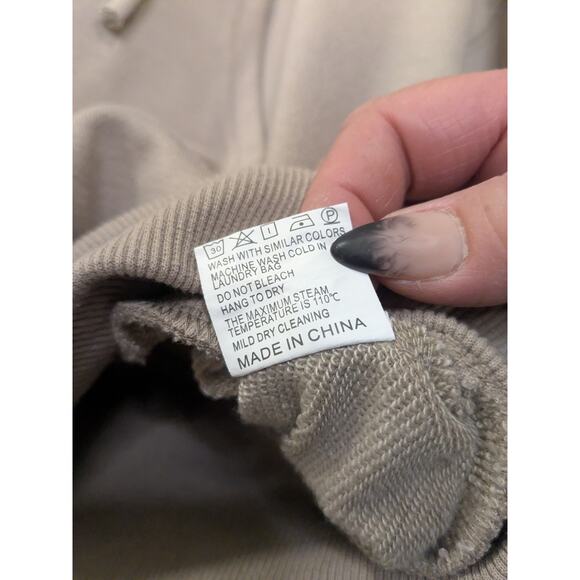 30 P
WASH WITH SIMILAR COLORS
MACHINE WASH COLD IN
LAUNDRY BAG
DO NOT BLEACH
HANG TO DRY
THE MAXIMUM STEAM
TEMPERATURE IS 110℃
MILD DRY CLEANING
MADE IN CHINA